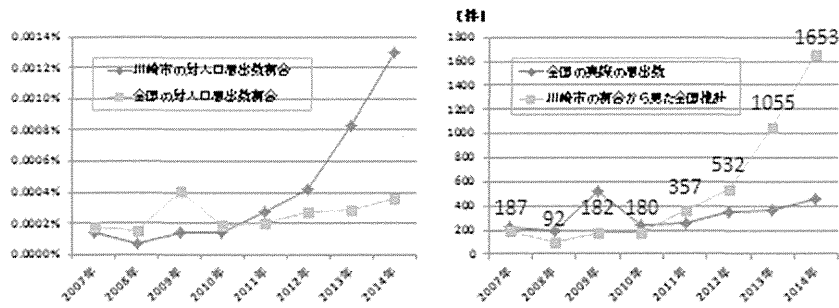 0.0014%
0.0012%
0.0010%
0.0008%
0.0006%
0.0004%
0.0002%
0.0000%
川崎市の対人口届出数割合
全国の対人口届出数割合
2007年
2008年
2009年
2010年
2011年
2012年
2013年
2014年
[件]
1800
1600
1400
1200
1000
800
600
400
200
0
全国の実際の届出数
川崎市の割合から見た全国推計
187
92
182
180
357
532
1055
1653
2007年
2008年
2009年
2010年
2011年
2012年
2013年
2014年